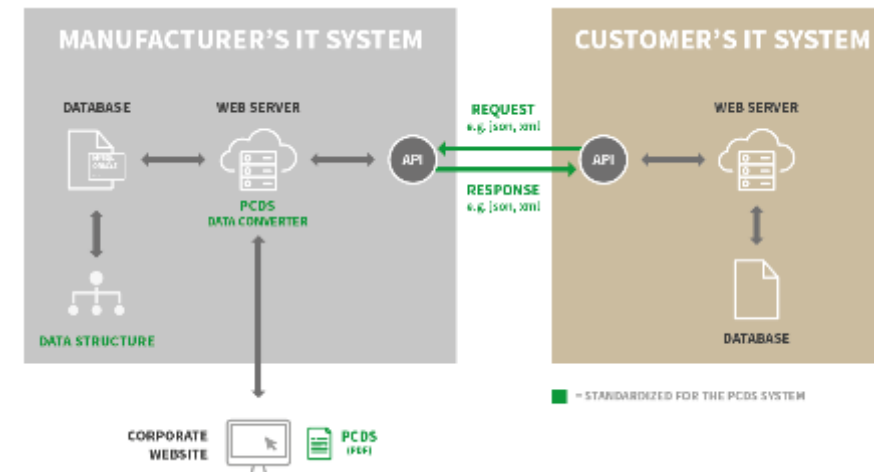 MANUFACTURER'S IT SYSTEM
DATABASE
WEB SERVER
API
PCDS
DATA CONVERTER
DATA STRUCTURE
REQUEST
e.g. json, xml
RESPONSE
e.g. json, xml
CUSTOMER'S IT SYSTEM
API
WEB SERVER
DATABASE
= STANDARDIZED FOR THE PCDS SYSTEM
CORPORATE
WEBSITE
PCDS
(PDF)